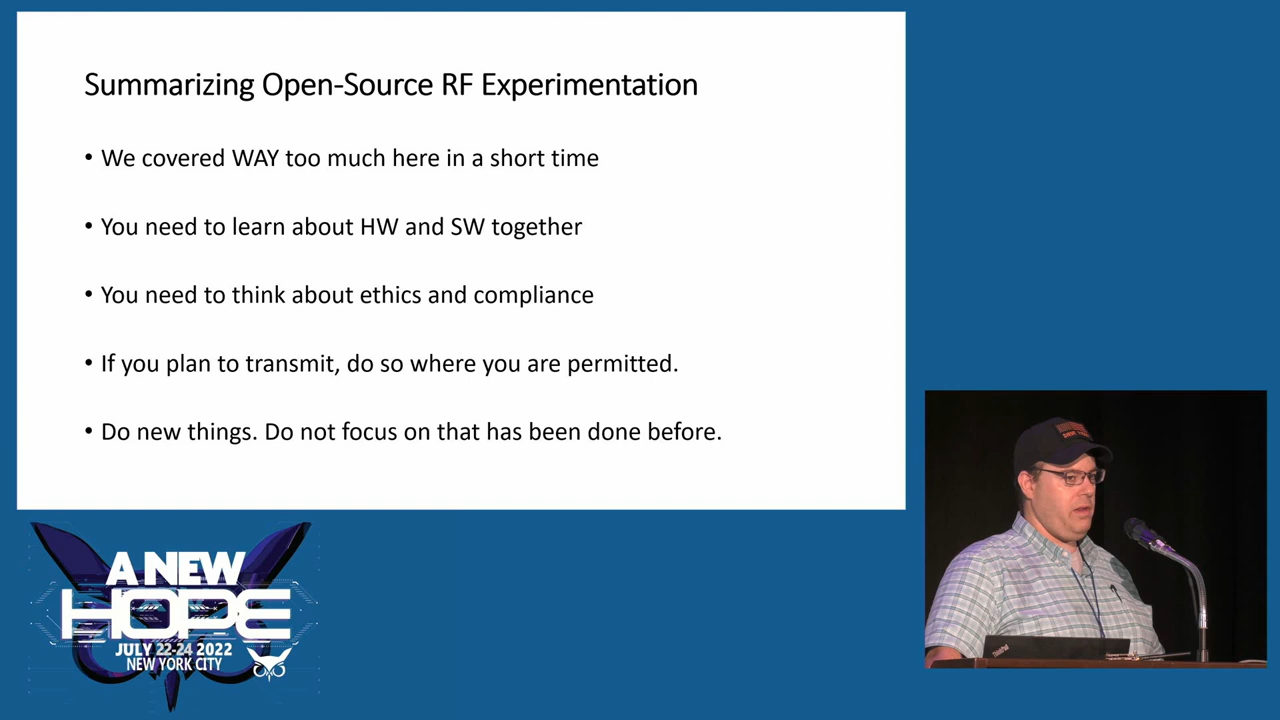 Summarizing Open-Source RF Experimentation
• We covered WAY too much here in a short time
• You need to learn about HW and SW together
• You need to think about ethics and compliance
• If you plan to transmit, do so where you are permitted.
• Do new things. Do not focus on that has been done before.
A NEW
HOPE
JULY 22-24 2022
NEW YORK CITY
ThinkPad